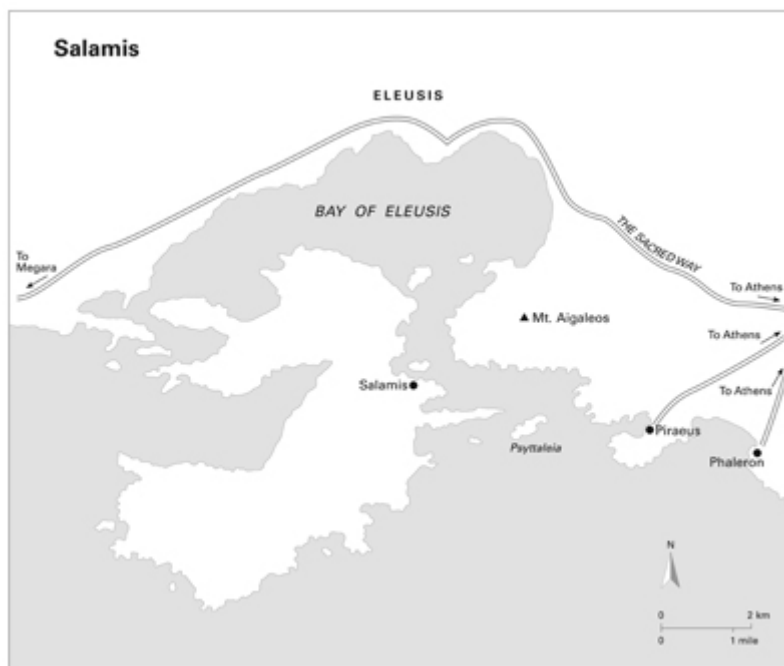 Salamis
ELEUSIS
BAY OF ELEUSIS
To
Megara
THE SACRED WAY
To Athens
Mt. Aigaleos
To Athens
Salamis
To Athens
Piraeus
Psyttaleia
Phaleron
N
0 2 km
0 1 mile